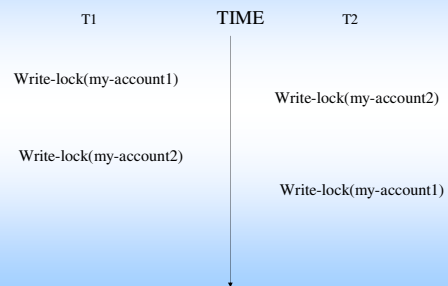 T1 TIME T2
Write-lock(my-account1)
Write-lock(my-account2)
Write-lock(my-account2)
Write-lock(my-account1)